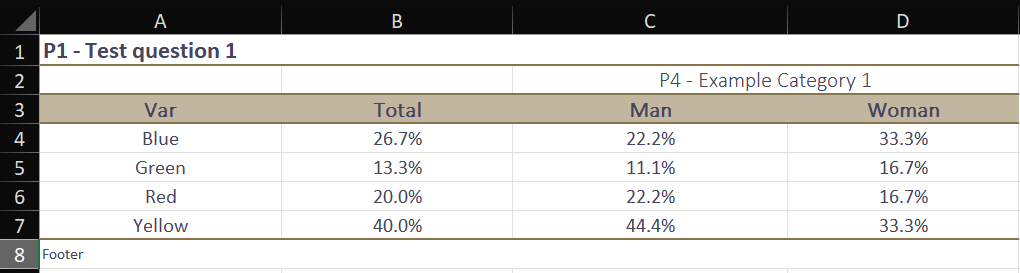 A B C D
1 P1 - Test question 1
2 P4 - Example Category 1
3 Var Total Man Woman
4 Blue 26.7% 22.2% 33.3%
5 Green 13.3% 11.1% 16.7%
6 Red 20.0% 22.2% 16.7%
7 Yellow 40.0% 44.4% 33.3%
8 Footer